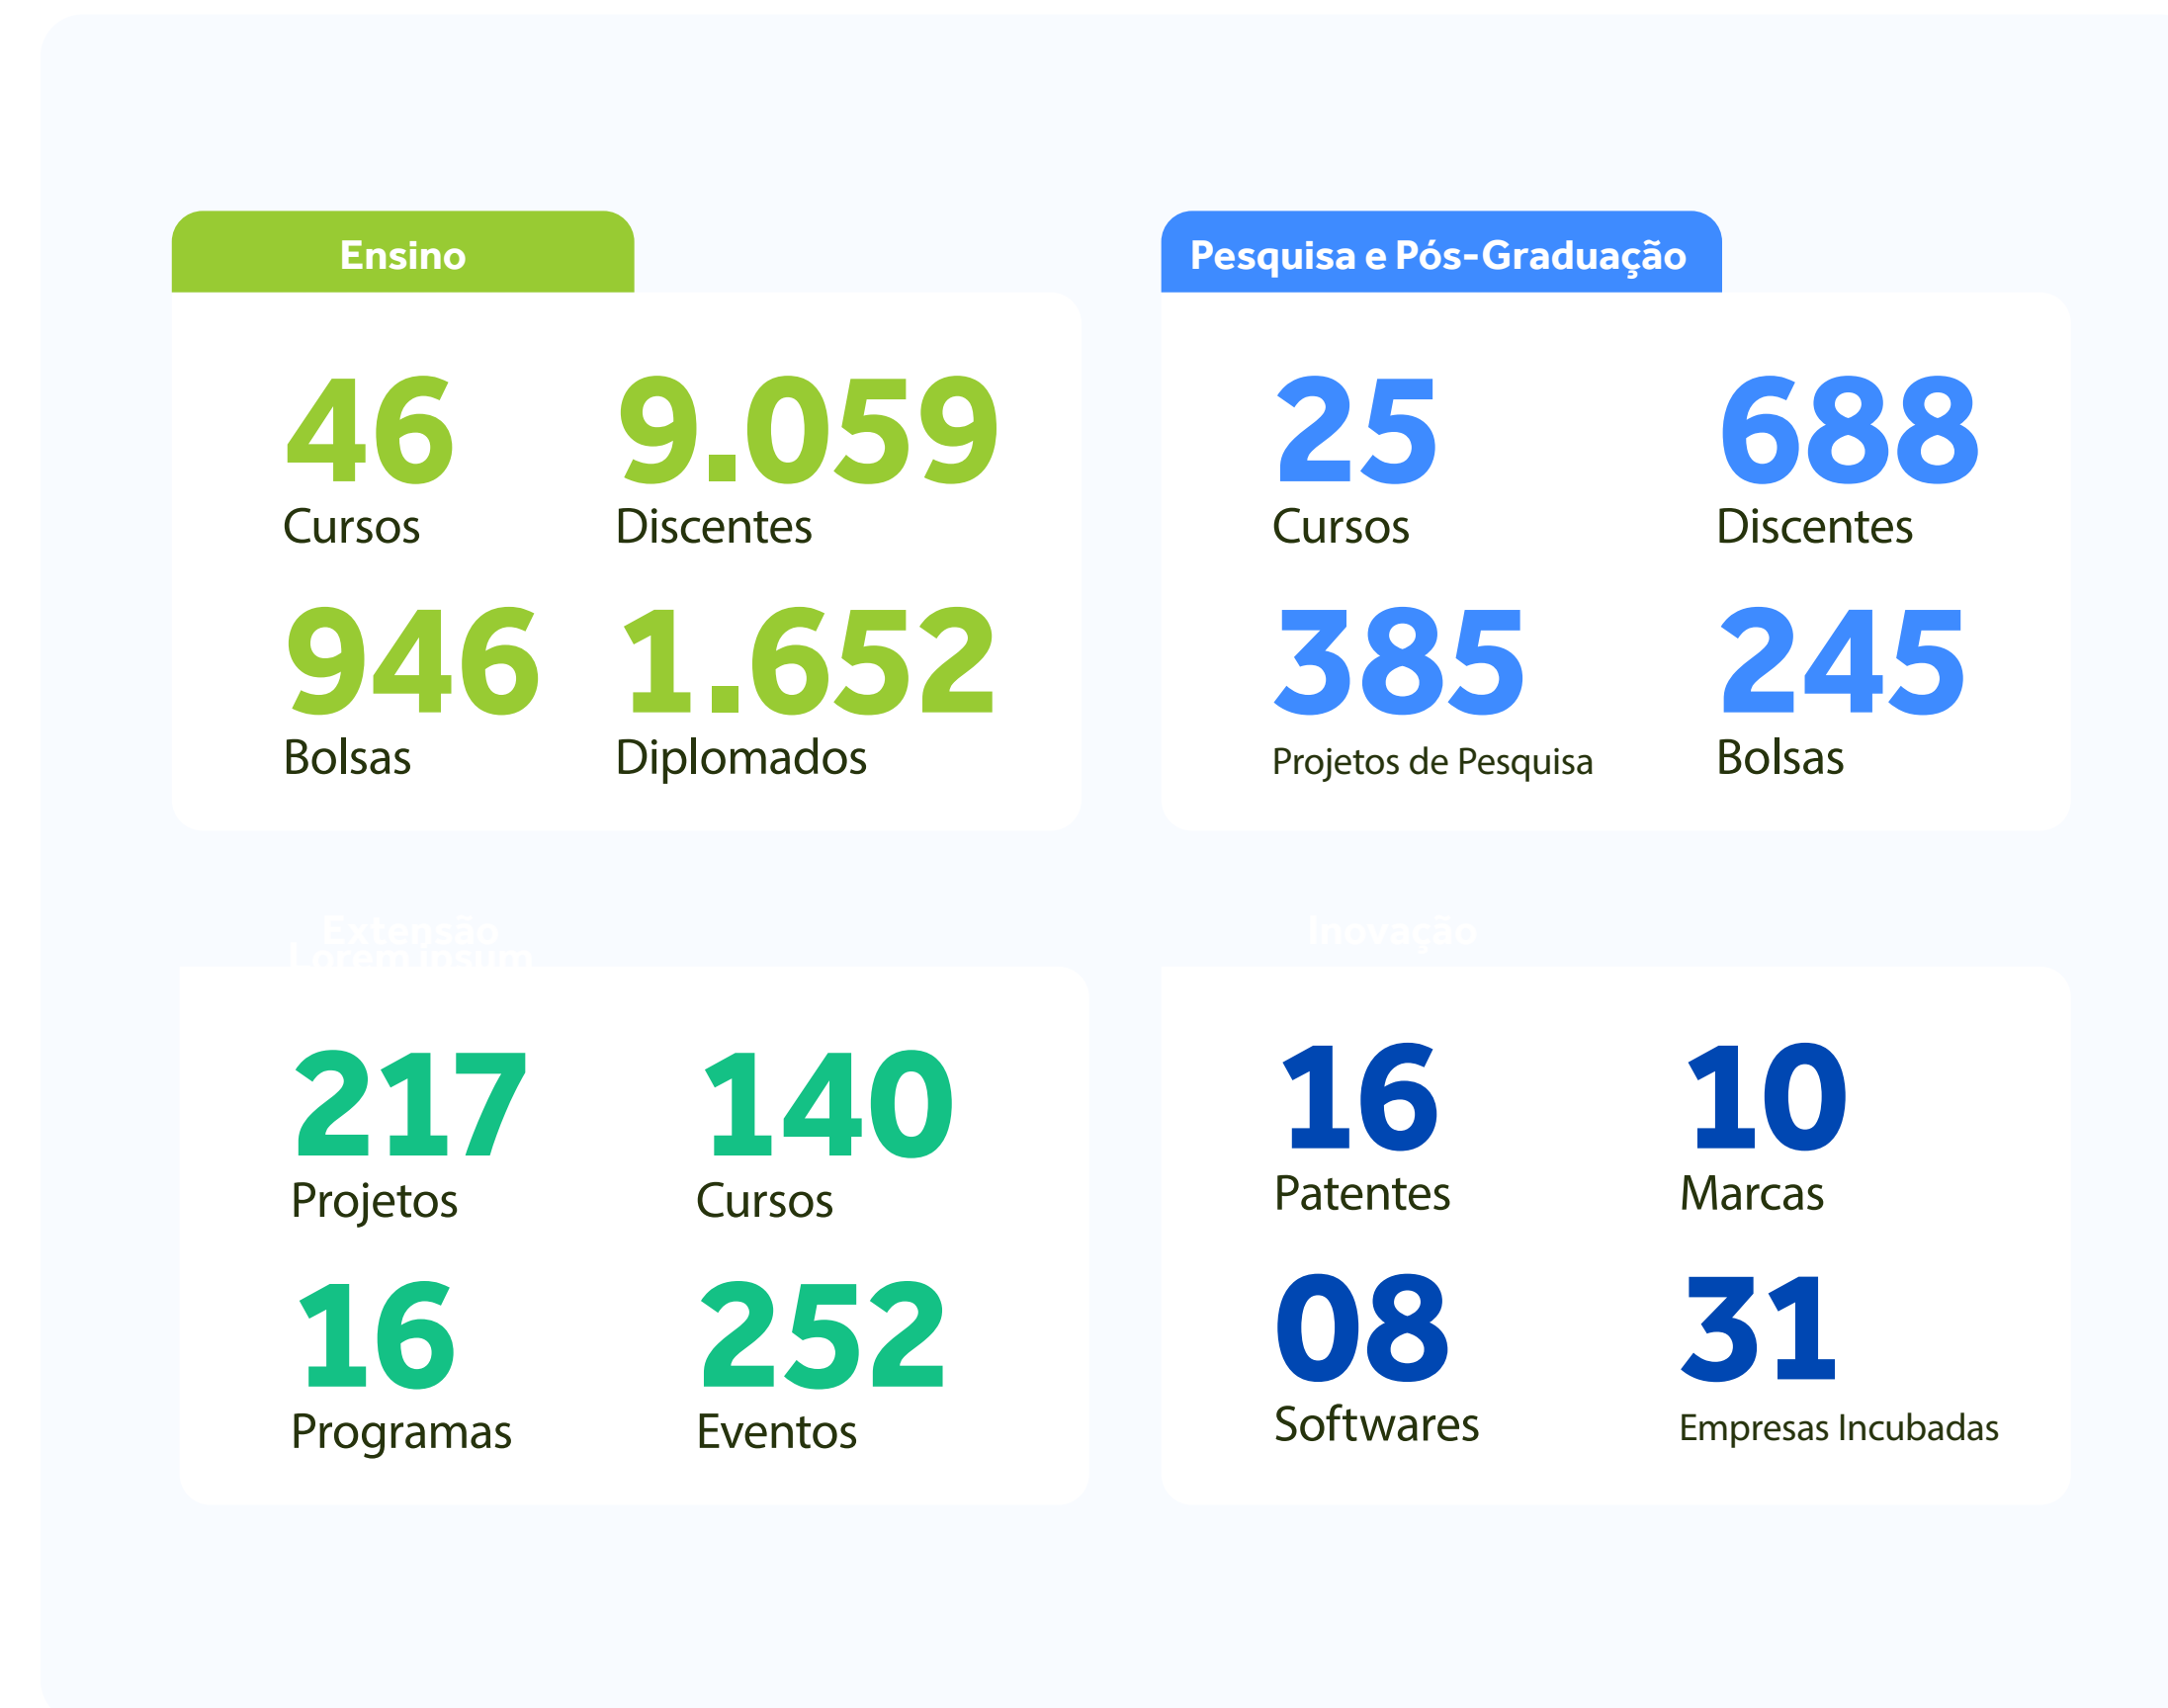 Ensino
46
Cursos
9.059
Discentes
946
Bolsas
1.652
Diplomados
Pesquisa e Pós-Graduação
25
Cursos
688
Discentes
385
Projetos de Pesquisa
245
Bolsas
Extensão
Lorem ipsum
217
Projetos
140
Cursos
16
Programas
252
Eventos
Inovação
16
Patentes
10
Marcas
08
Softwares
31
Empresas Incubadas